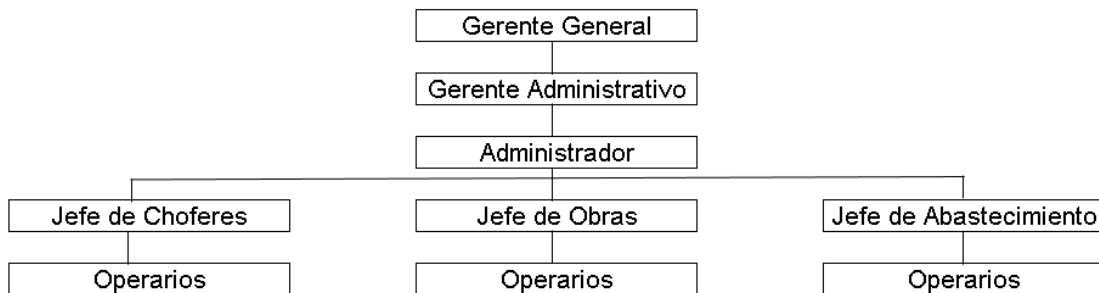 Gerente General
Gerente Administrativo
Administrador
Jefe de Choferes
Jefe de Obras
Jefe de Abastecimiento
Operarios
Operarios
Operarios